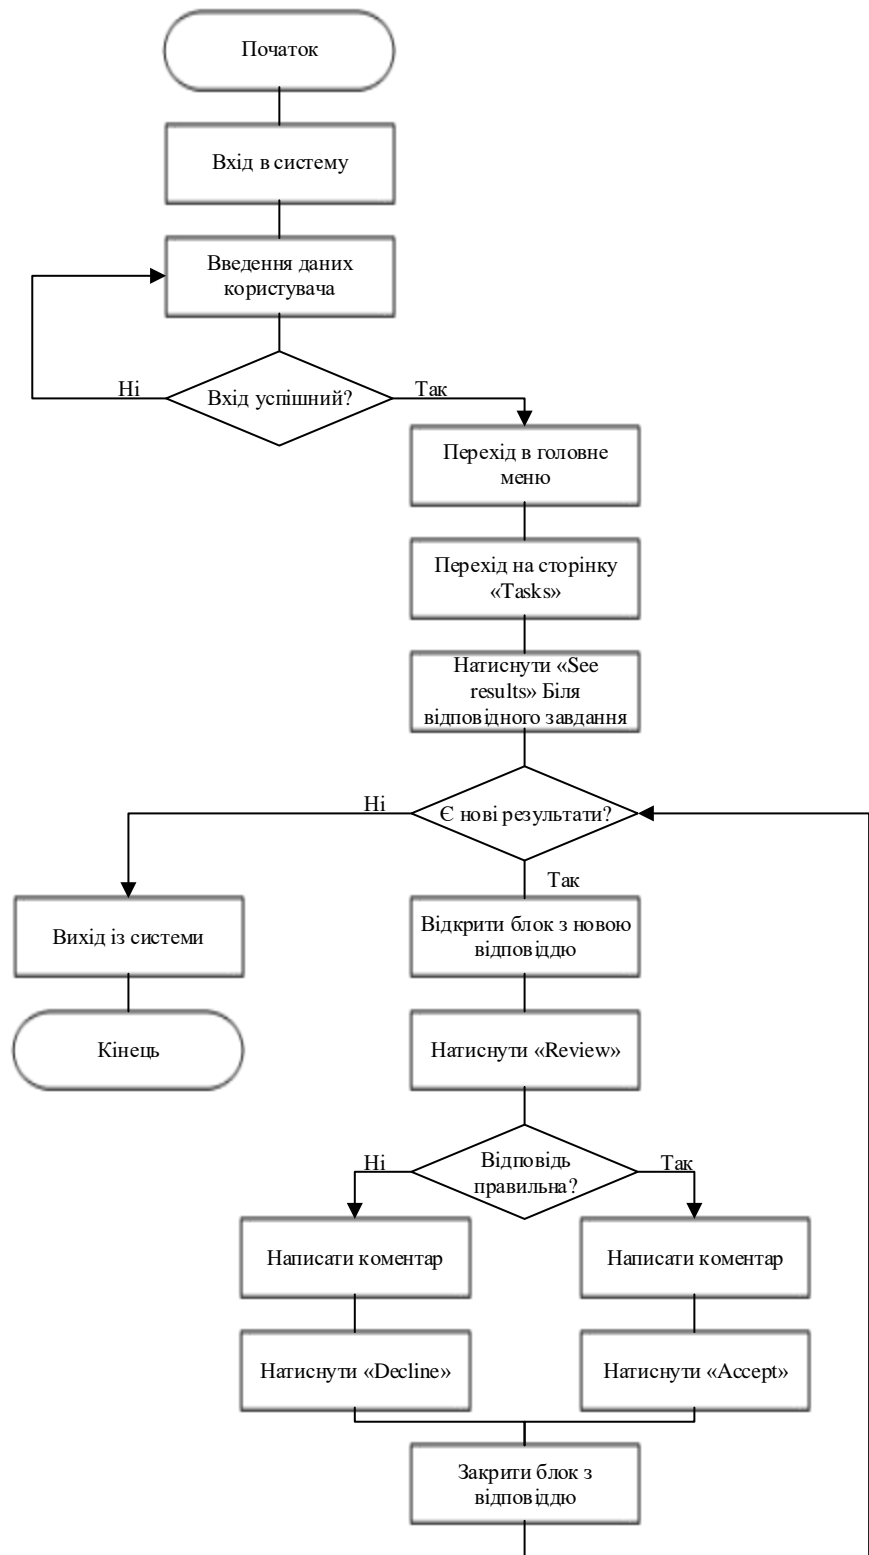 Початок
Вхід в систему
Введення даних
користувача
Ні
Вхід успішний?
Так
Перехід в головне
меню
Перехід на сторінку
«Tasks»
Натиснути «See
results» Біля
відповідного завдання
Ні
Є нові результати?
Так
Вихід із системи
Відкрити блок з новою
відповіддю
Кінець
Натиснути «Review»
Ні
Відповідь
правильна?
Так
Написати коментар
Написати коментар
Натиснути «Decline»
Натиснути «Accept»
Закрити блок з
відповіддю